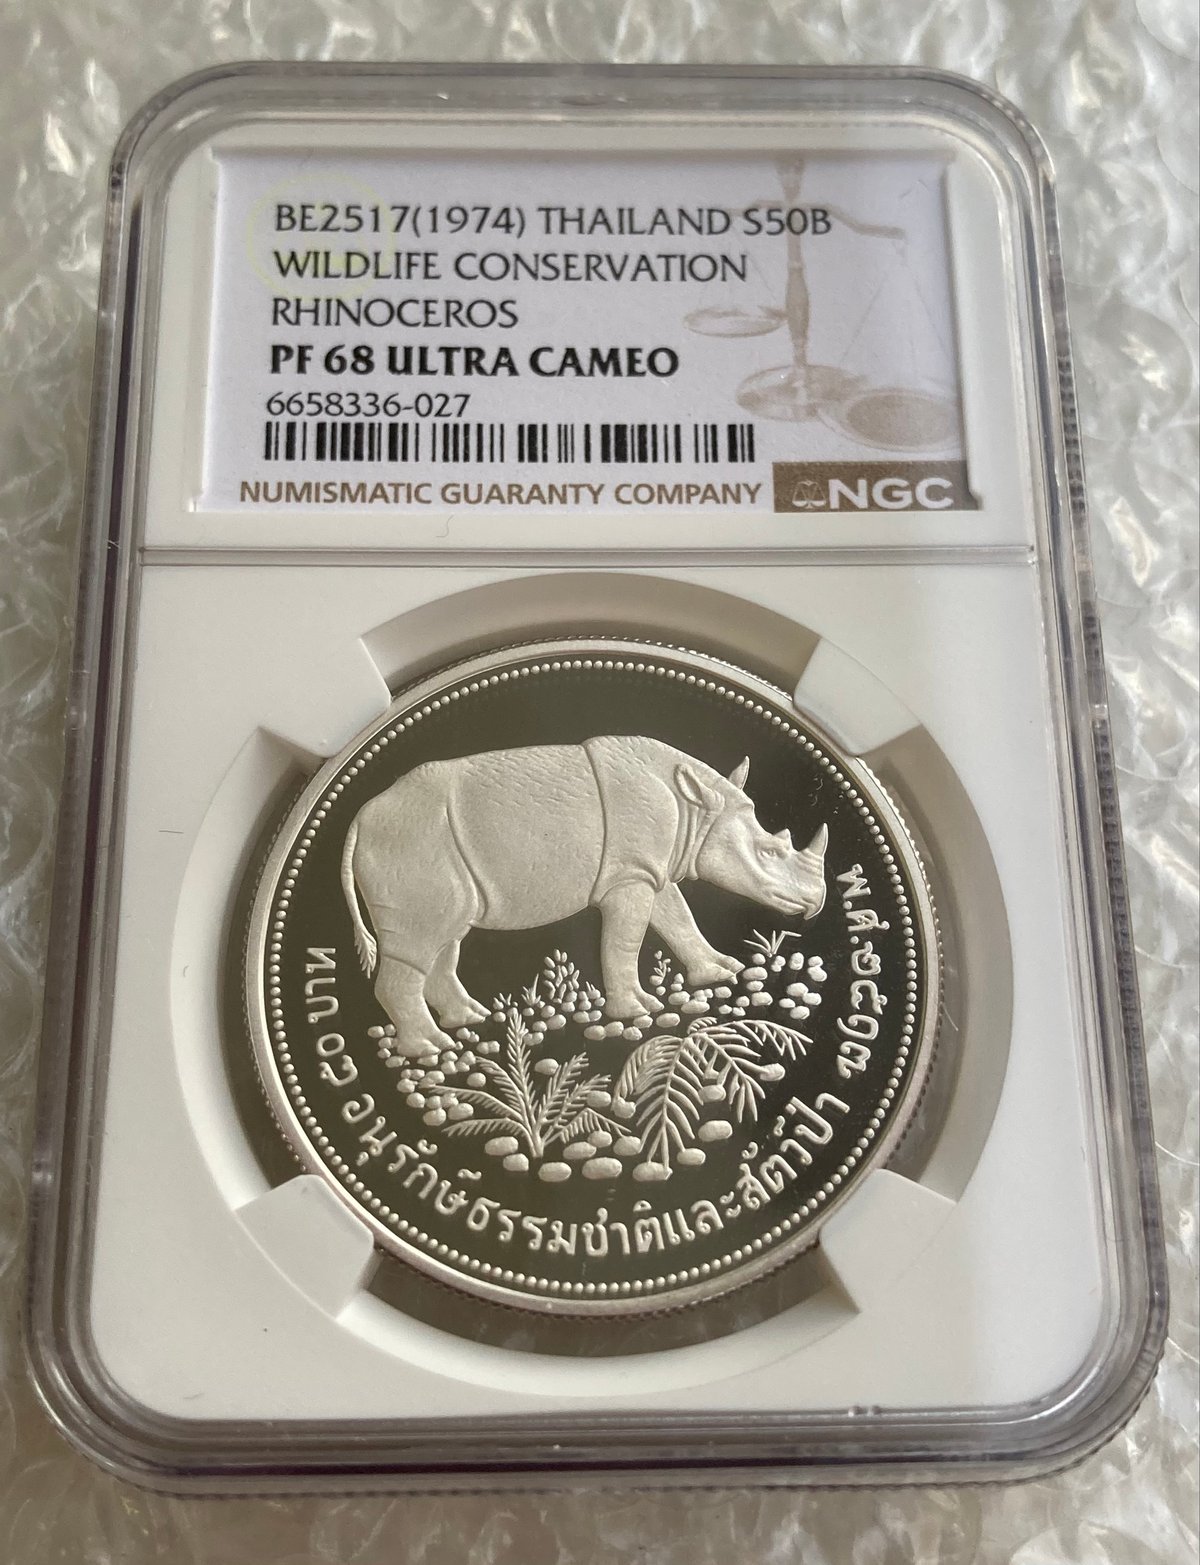 BE2517(1974) THAILAND S50B
WILDLIFE CONSERVATION
RHINOCEROS
PF 68 ULTRA CAMEO
6658336-027
NUMISMATIC GUARANTY COMPANY
NGC
พ.ศ.๒๕๑๗
๕๐ บาท อนุรักษ์ธรรมชาติและสัตว์ป่า